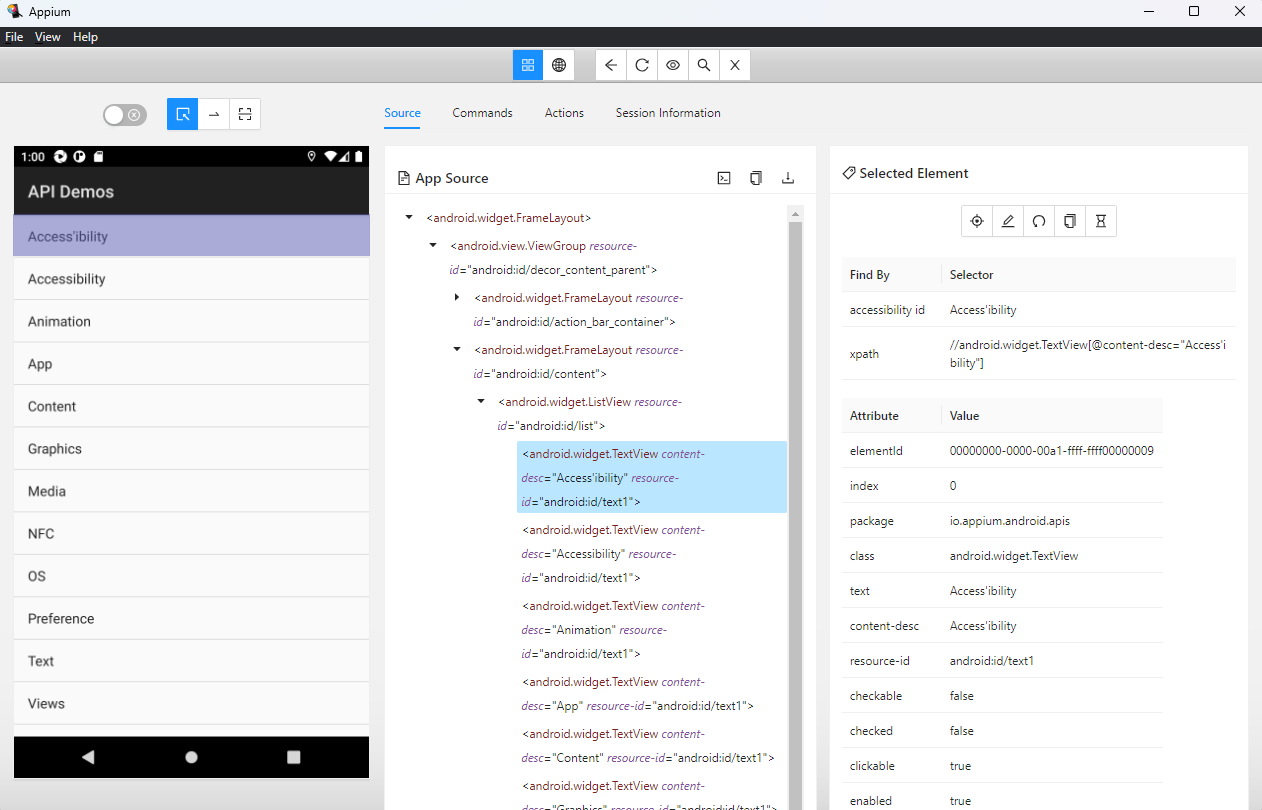 Appium
File View Help
Source Commands Actions Session Information
1:00
API Demos
Access'ibility
Accessibility
Animation
App
Content
Graphics
Media
NFC
OS
Preference
Text
Views
App Source
<android.widget.FrameLayout>
<android.view.ViewGroup resource-
id="android:id/decor_content_parent">
<android.widget.FrameLayout resource-
id="android:id/action_bar_container">
<android.widget.FrameLayout resource-
id="android:id/content">
<android.widget.ListView resource-
id="android:id/list">
<android.widget.TextView content-
desc="Access'ibility" resource-
id="android:id/text1">
<android.widget.TextView content-
desc="Accessibility" resource-
id="android:id/text1">
<android.widget.TextView content-
desc="Animation" resource-
id="android:id/text1">
<android.widget.TextView content-
desc="App" resource-id="android:id/text1">
<android.widget.TextView content-
desc="Content" resource-id="android:id/text1">
<android.widget.TextView content-
desc="Graphics" resource-id="android:id/text1">
Selected Element
Find By Selector
accessibility id Access'ibility
xpath //android.widget.TextView[@content-desc="Access'i
bility"]
Attribute Value
elementId 00000000-0000-00a1-ffff-ffff00000009
index 0
package io.appium.android.apis
class android.widget.TextView
text Access'ibility
content-desc Access'ibility
resource-id android:id/text1
checkable false
checked false
clickable true
enabled true